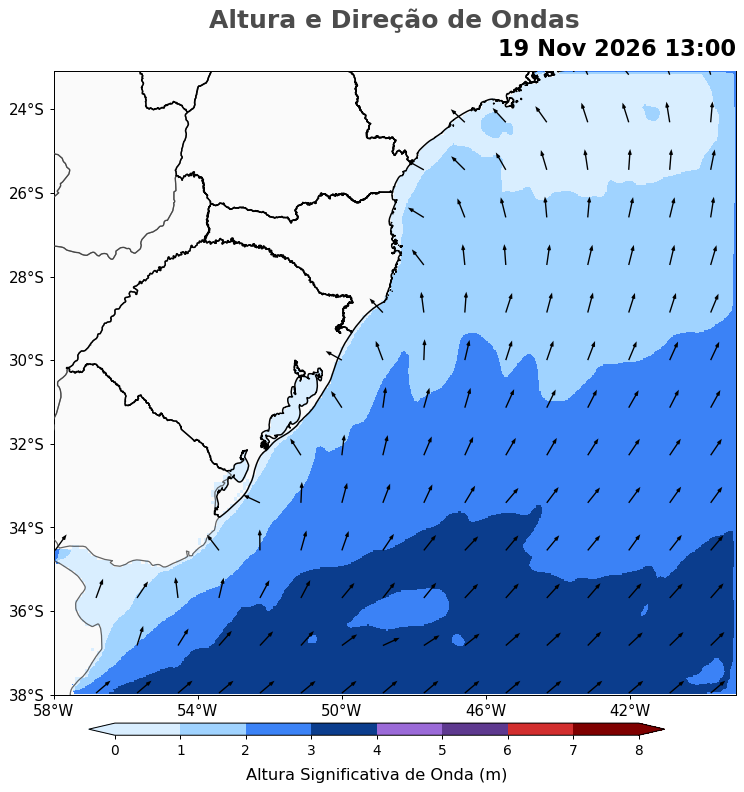 Altura e Direção de Ondas
19 Nov 2026 13:00
24°S
26°S
28°S
30°S
32°S
34°S
36°S
38°S
58°W 54°W 50°W 46°W 42°W
0 1 2 3 4 5 6 7 8
Altura Significativa de Onda (m)